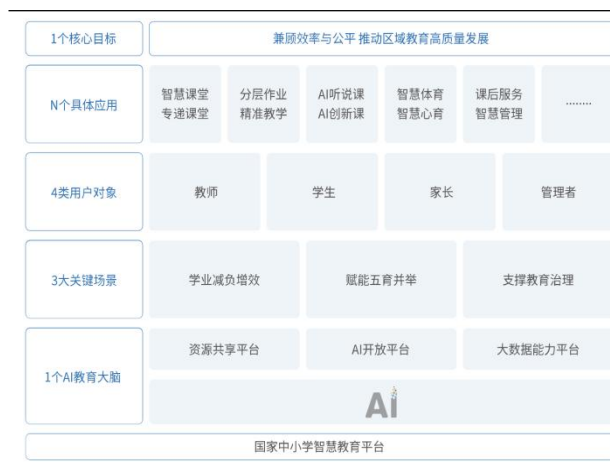 1个核心目标
兼顾效率与公平 推动区域教育高质量发展
N个具体应用
智慧课堂
专递课堂
分层作业
精准教学
AI听说课
AI创新课
智慧体育
智慧心育
课后服务
智慧管理
........
4类用户对象
教师
学生
家长
管理者
3大关键场景
学业减负增效
赋能五育并举
支撑教育治理
1个AI教育大脑
资源共享平台
AI开放平台
大数据能力平台
AI
国家中小学智慧教育平台